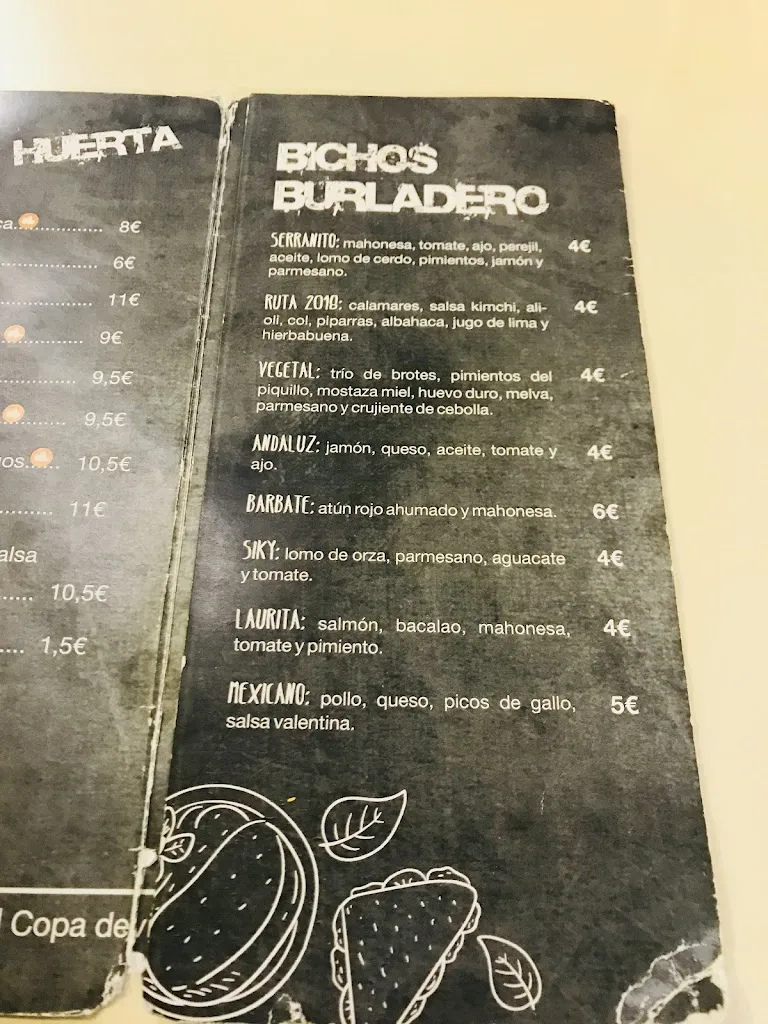 HUERTA
8€
6€
11€
9€
9,5€
9,5€
10,5€
11€
10,5€
1,5€
Copa de
BICHOS
BURLADERO
SERRANITO: mahonesa, tomate, ajo, perejil, 4€
aceite, lomo de cerdo, pimientos, jamón y
parmesano.
RUTA 2010: calamares, salsa kimchi, ali- 4€
oli, col, piparras, albahaca, jugo de lima y
hierbabuena.
VEGETAL: trío de brotes, pimientos del 4€
piquillo, mostaza miel, huevo duro, melva,
parmesano y crujiente de cebolla.
ANDALUZ: jamón, queso, aceite, tomate y 4€
ajo.
BARBATE: atún rojo ahumado y mahonesa. 6€
SIKY: lomo de orza, parmesano, aguacate 4€
y tomate.
LAURITA: salmón, bacalao, mahonesa, 4€
tomate y pimiento.
MEXICANO: pollo, queso, picos de gallo, 5€
salsa valentina.